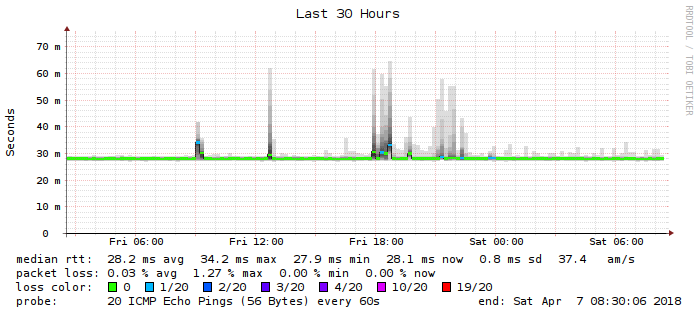 Last 30 Hours
RRDTOOL / TOBI OETIKER
Seconds
70 m
60 m
50 m
40 m
30 m
20 m
10 m
0
Fri 06:00 Fri 12:00 Fri 18:00 Sat 00:00 Sat 06:00
median rtt: 28.2 ms avg 34.2 ms max 27.9 ms min 28.1 ms now 0.8 ms sd 37.4 am/s
packet loss: 0.03 % avg 1.27 % max 0.00 % min 0.00 % now
loss color: 0 1/20 2/20 3/20 4/20 10/20 19/20
probe: 20 ICMP Echo Pings (56 Bytes) every 60s end: Sat Apr 7 08:30:06 2018